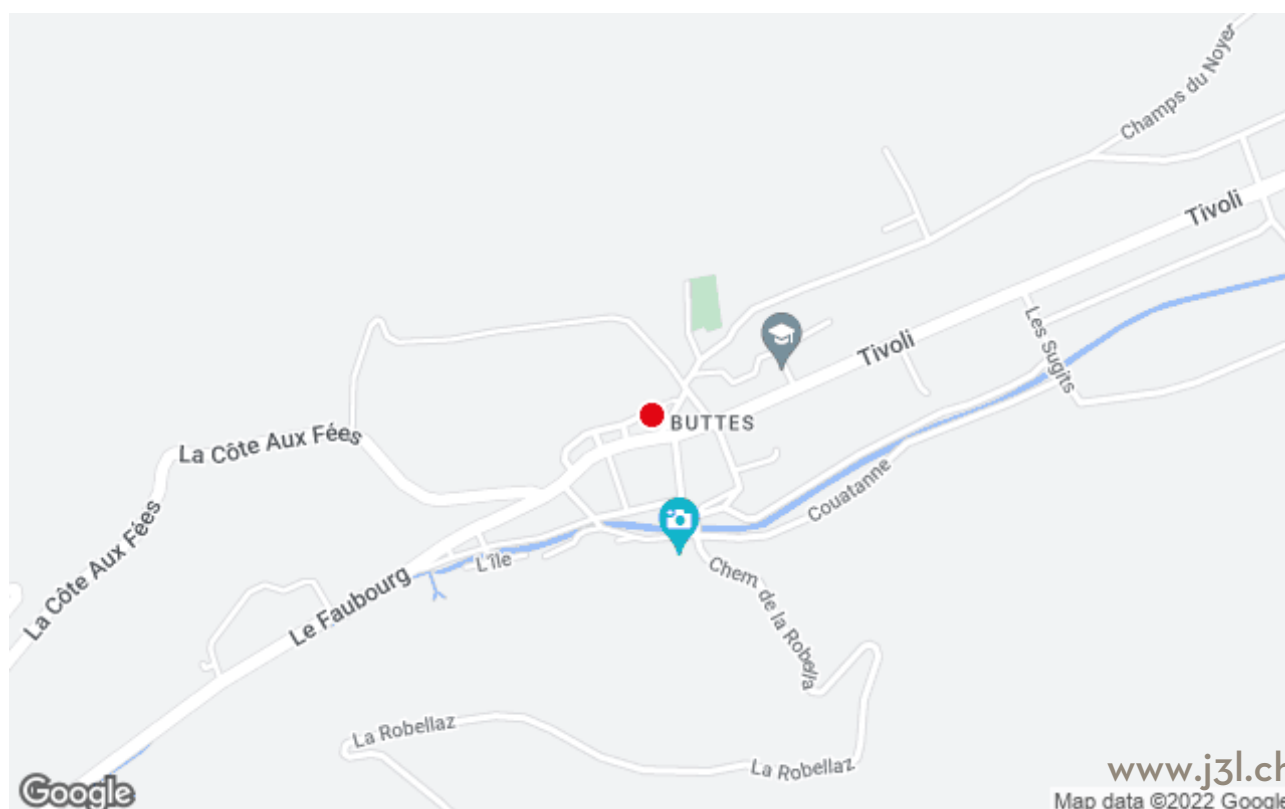 Champs du Noyer
Tivoli
Tivoli
Les Sugits
BUTTES
La Côte Aux Fées
La Côte Aux Fées
Couatanne
L'île
Chem. de la Robella
Le Faubourg
La Robellaz
La Robellaz
www.j3l.ch
Google
Map data ©2022 Google